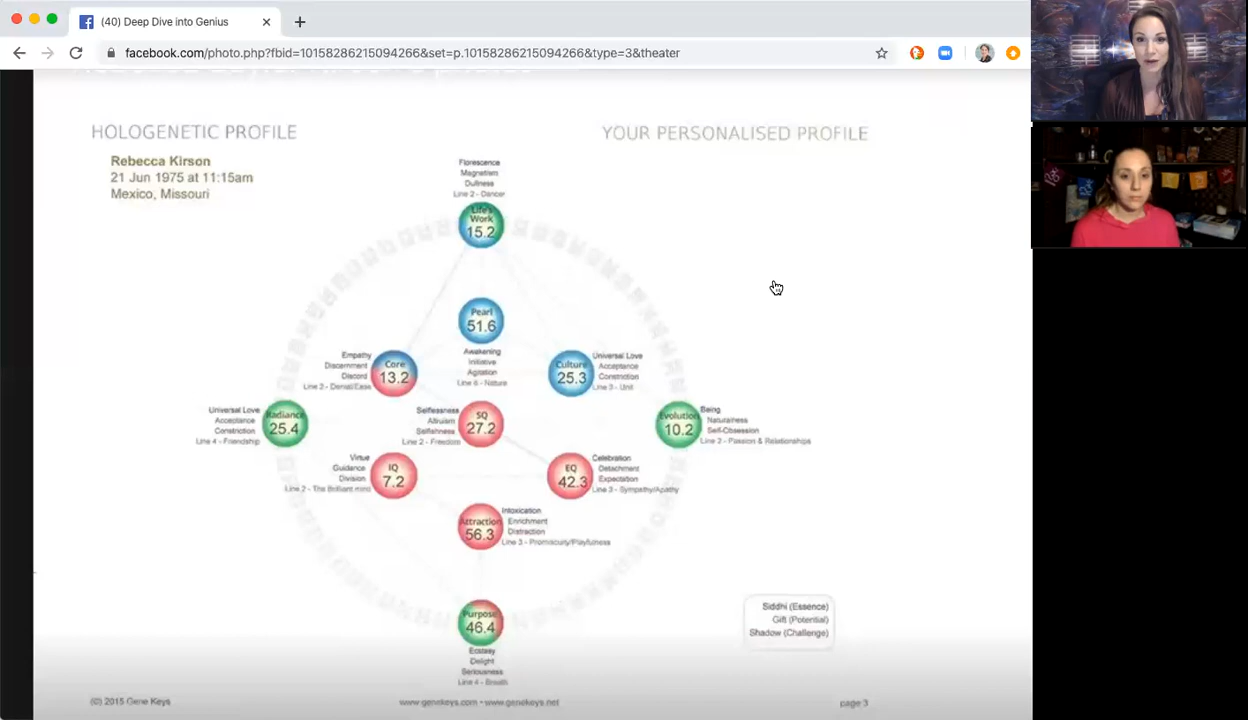 (40) Deep Dive into Genius
facebook.com/photo.php?fbid=10158286215094266&set=p.10158286215094266&type=3&theater
HOLOGENETIC PROFILE
YOUR PERSONALISED PROFILE
Rebecca Kirson
21 Jun 1975 at 11:15am
Mexico, Missouri
Florescence
Magnetism
Dullness
Line 2 - Dancer
Life's
Work
15.2
Pearl
51.6
Awakening
Initiative
Agitation
Line 6 - Nature
Empathy
Discernment
Discord
Line 2 - Denial/Ease
Core
13.2
Culture
25.3
Universal Love
Acceptance
Constriction
Line 3 - Unit
Universal Love
Acceptance
Constriction
Line 4 - Friendship
Radiance
25.4
Selflessness
Altruism
Selfishness
Line 2 - Freedom
SQ
27.2
Evolution
10.2
Being
Naturalness
Self-Obsession
Line 2 - Passion & Relationships
Virtue
Guidance
Division
Line 2 - The Brilliant mind
IQ
7.2
EQ
42.3
Celebration
Detachment
Expectation
Line 3 - Sympathy/Apathy
Attraction
56.3
Intoxication
Enrichment
Distraction
Line 3 - Promiscuity/Playfulness
Purpose
46.4
Ecstasy
Delight
Seriousness
Line 4 - Breath
Siddhi (Essence)
Gift (Potential)
Shadow (Challenge)
(C) 2015 Gene Keys
www.genekeys.com • www.genekeys.net
page 3